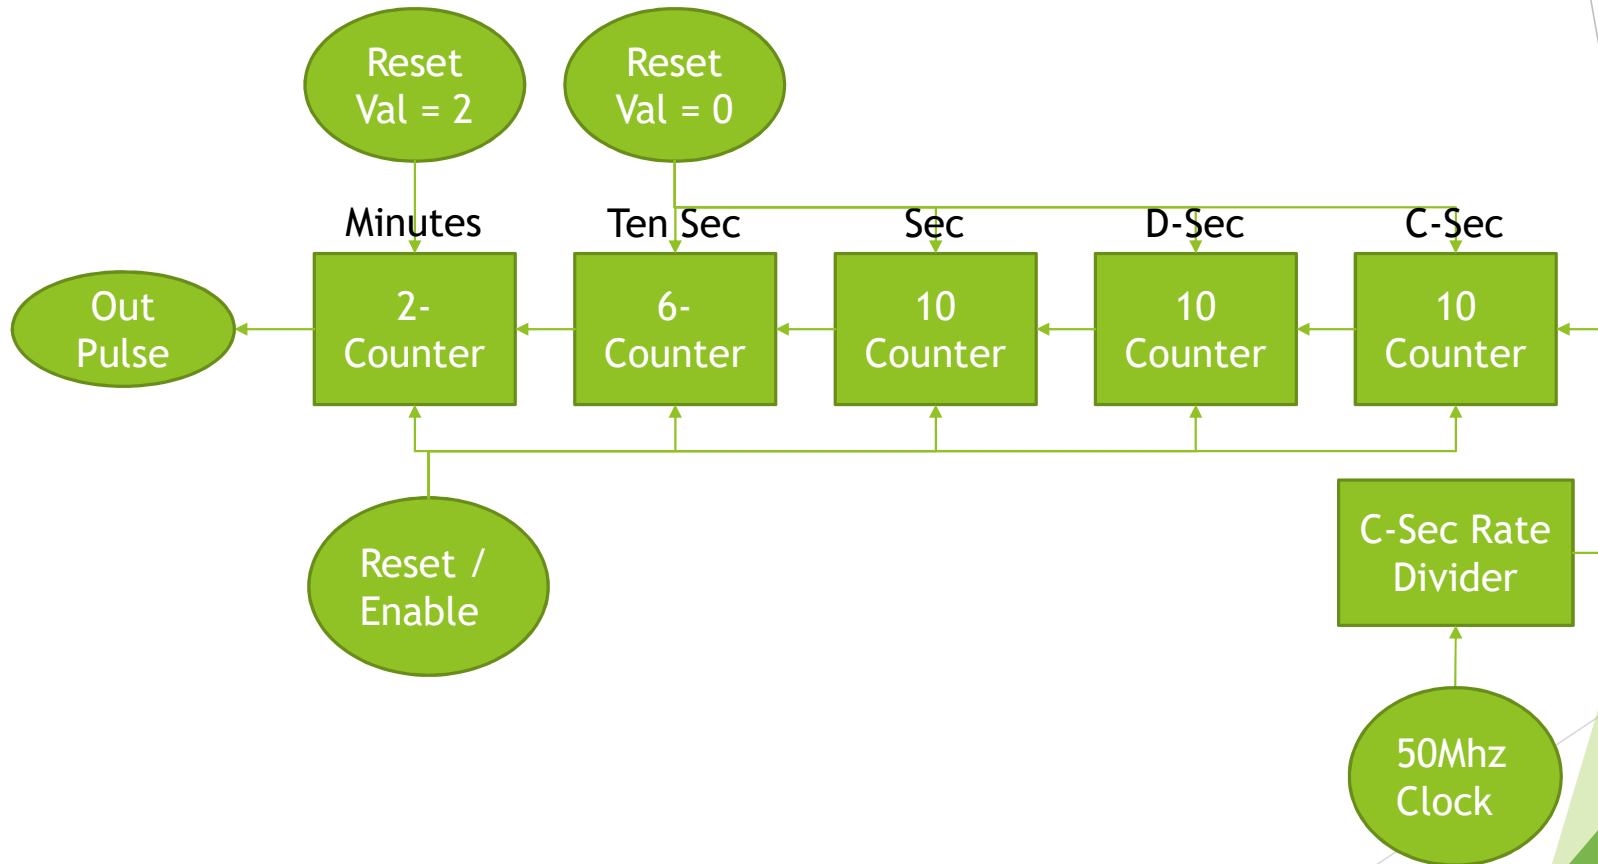 Reset
Val = 2
Reset
Val = 0
Minutes
Ten Sec
Sec
D-Sec
C-Sec
Out
Pulse
2-
Counter
6-
Counter
10
Counter
10
Counter
10
Counter
Reset /
Enable
C-Sec Rate
Divider
50Mhz
Clock